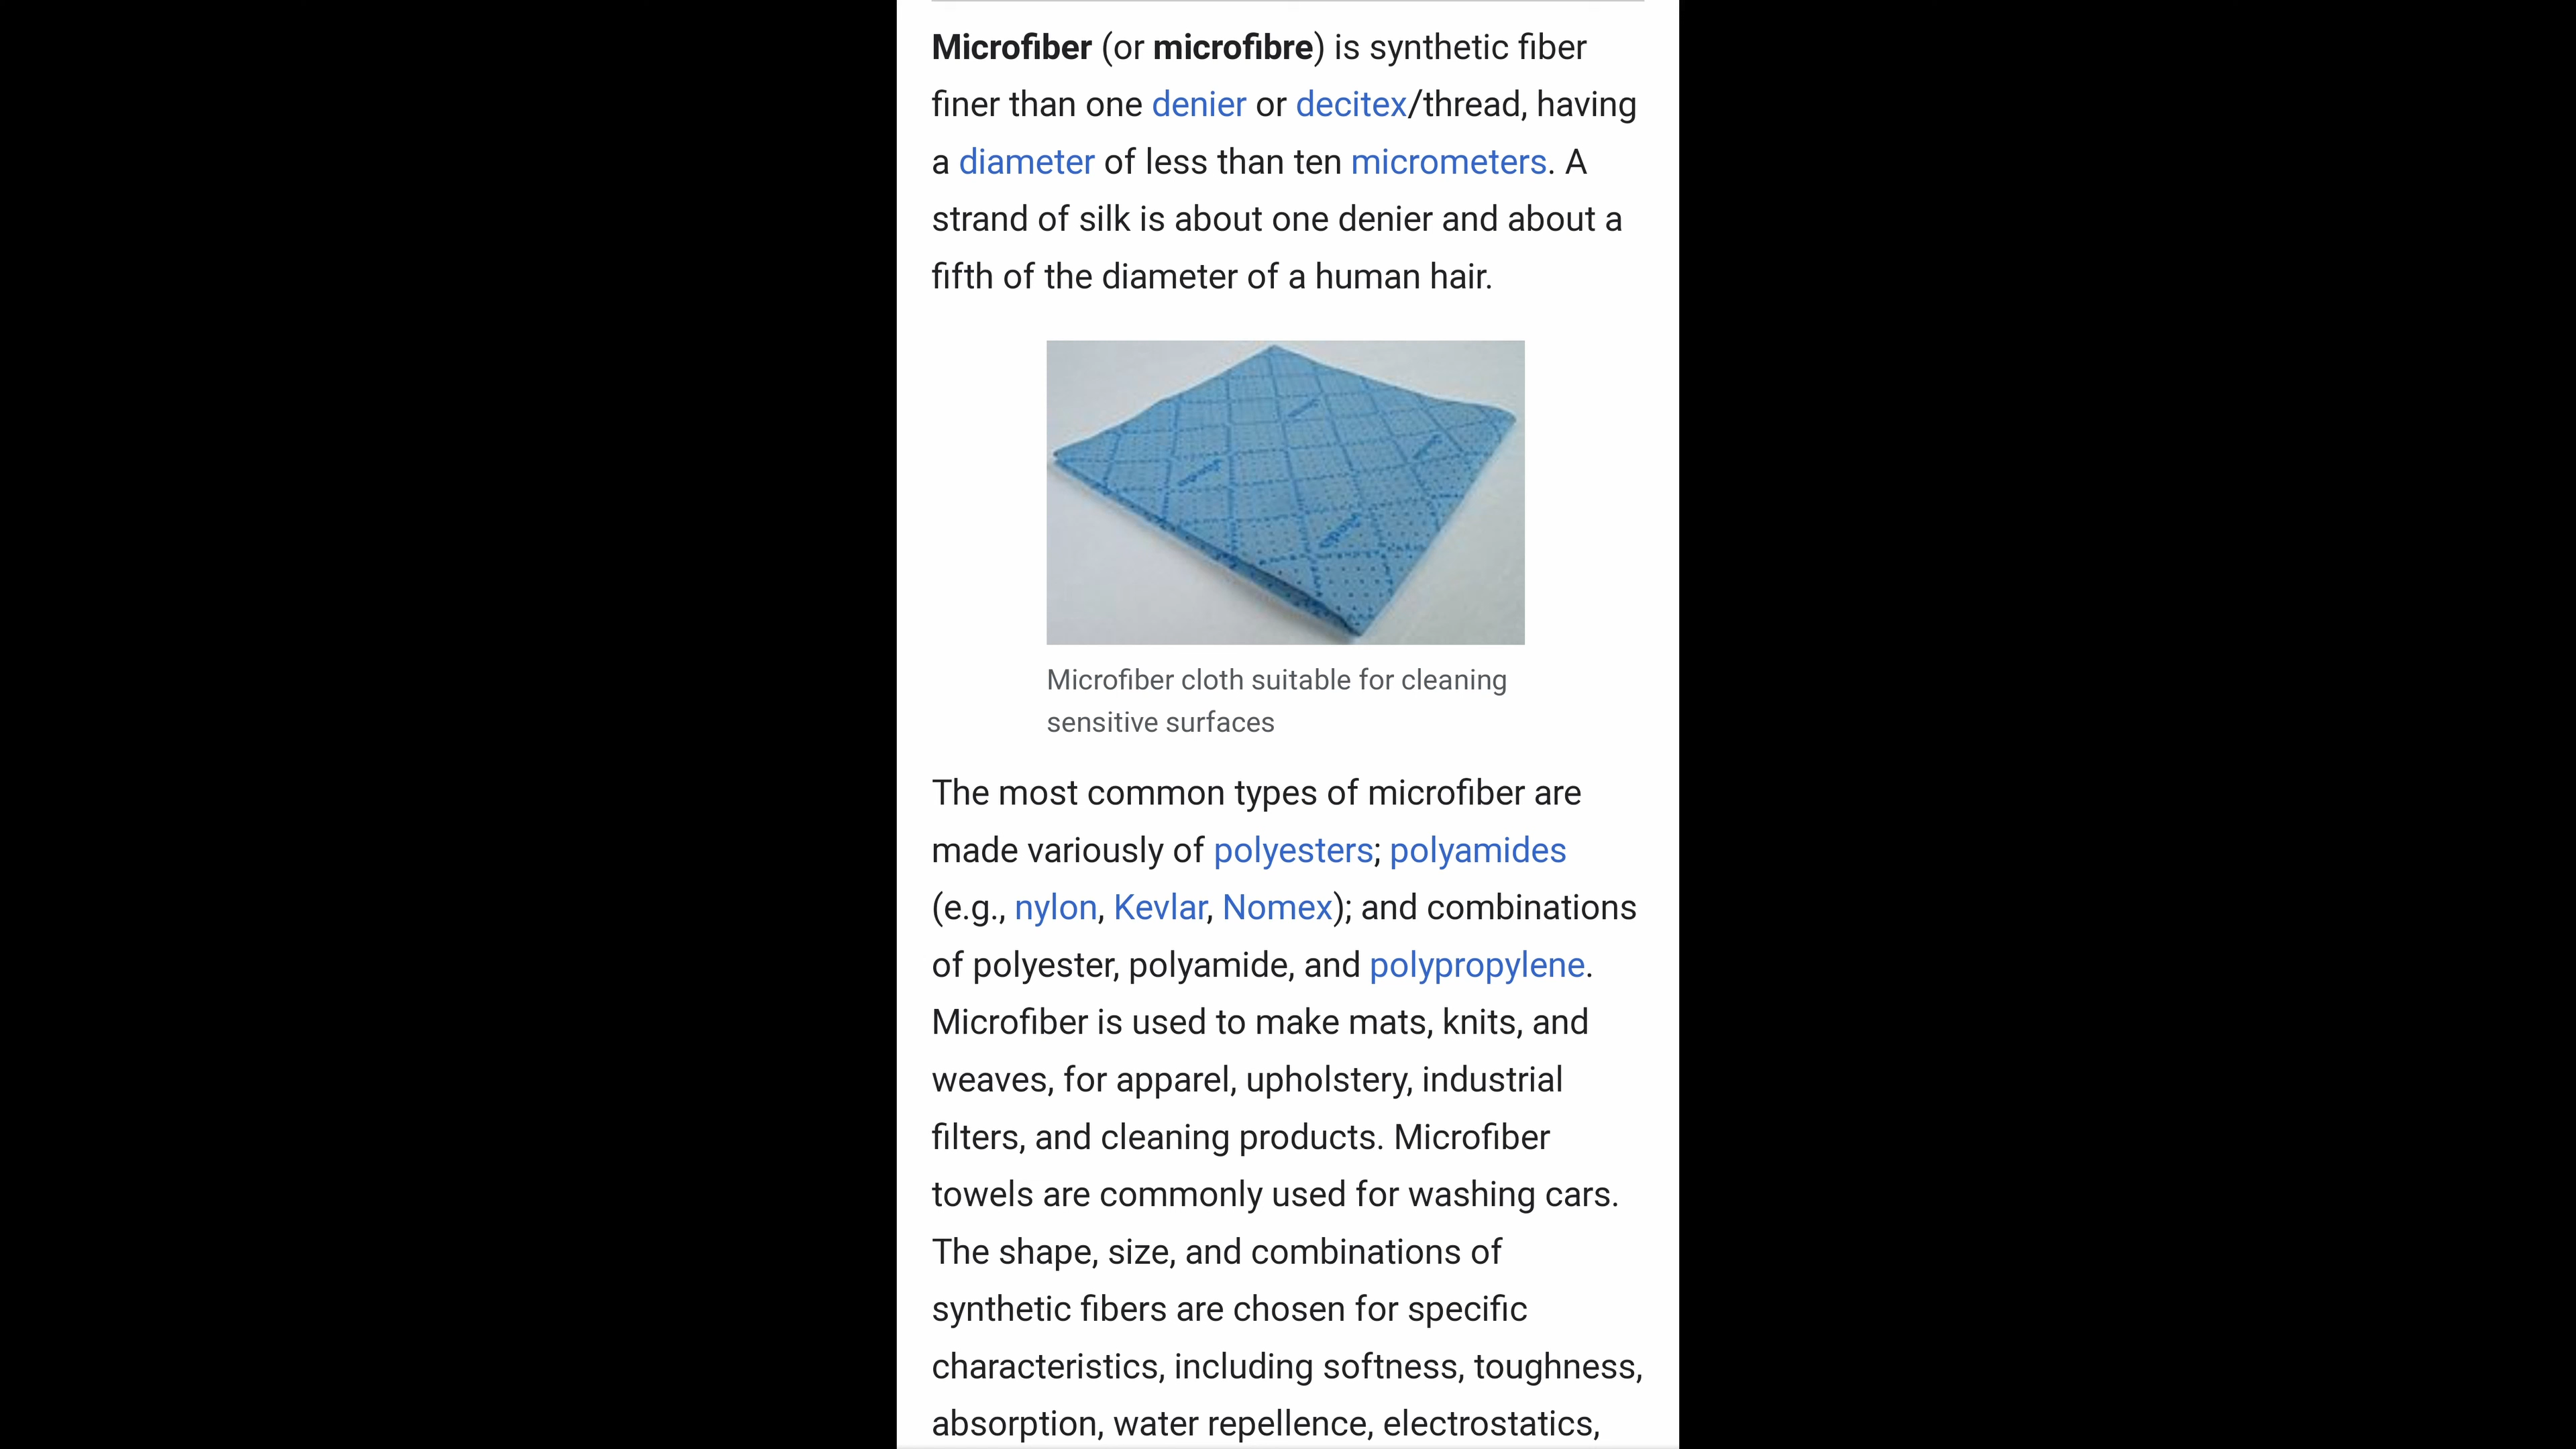 Microfiber (or microfibre) is synthetic fiber
finer than one denier or decitex/thread, having
a diameter of less than ten micrometers. A
strand of silk is about one denier and about a
fifth of the diameter of a human hair.
Microfiber cloth suitable for cleaning
sensitive surfaces
The most common types of microfiber are
made variously of polyesters; polyamides
(e.g., nylon, Kevlar, Nomex); and combinations
of polyester, polyamide, and polypropylene.
Microfiber is used to make mats, knits, and
weaves, for apparel, upholstery, industrial
filters, and cleaning products. Microfiber
towels are commonly used for washing cars.
The shape, size, and combinations of
synthetic fibers are chosen for specific
characteristics, including softness, toughness,
absorption, water repellence, electrostatics,